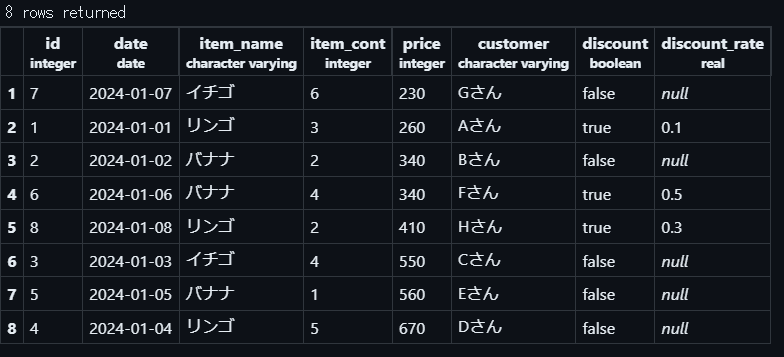 8 rows returned
id date item_name item_cont price customer discount discount_rate
integer date character varying integer integer character varying boolean real
1 7 2024-01-07 イチゴ 6 230 Gさん false null
2 1 2024-01-01 リンゴ 3 260 Aさん true 0.1
3 2 2024-01-02 バナナ 2 340 Bさん false null
4 6 2024-01-06 バナナ 4 340 Fさん true 0.5
5 8 2024-01-08 リンゴ 2 410 Hさん true 0.3
6 3 2024-01-03 イチゴ 4 550 Cさん false null
7 5 2024-01-05 バナナ 1 560 Eさん false null
8 4 2024-01-04 リンゴ 5 670 Dさん false null